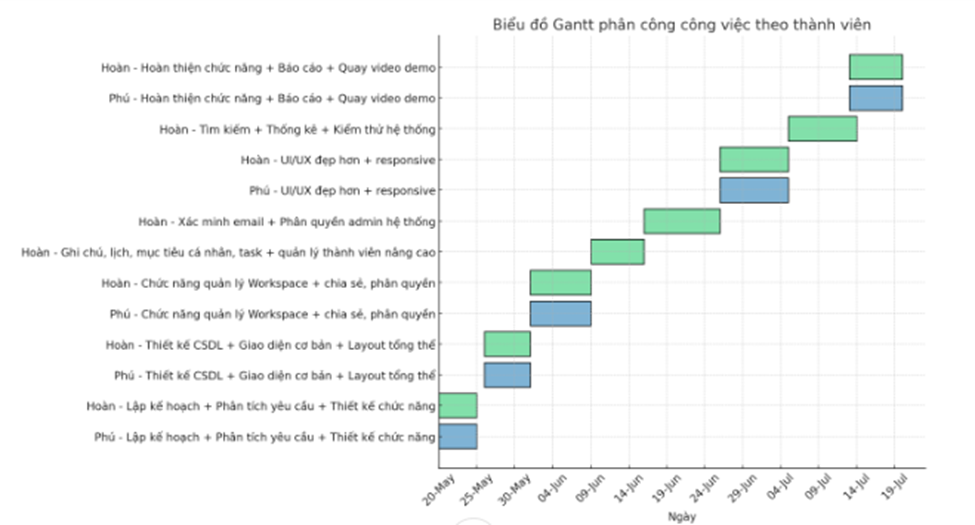 Biểu đồ Gantt phân công công việc theo thành viên
Hoàn - Hoàn thiện chức năng + Báo cáo + Quay video demo
Phú - Hoàn thiện chức năng + Báo cáo + Quay video demo
Hoàn - Tìm kiếm + Thống kê + Kiểm thử hệ thống
Hoàn - UI/UX đẹp hơn + responsive
Phú - UI/UX đẹp hơn + responsive
Hoàn - Xác minh email + Phân quyền admin hệ thống
Hoàn - Ghi chú, lịch, mục tiêu cá nhân, task + quản lý thành viên nâng cao
Hoàn - Chức năng quản lý Workspace + chia sẻ, phân quyền
Phú - Chức năng quản lý Workspace + chia sẻ, phân quyền
Hoàn - Thiết kế CSDL + Giao diện cơ bản + Layout tổng thể
Phú - Thiết kế CSDL + Giao diện cơ bản + Layout tổng thể
Hoàn - Lập kế hoạch + Phân tích yêu cầu + Thiết kế chức năng
Phú - Lập kế hoạch + Phân tích yêu cầu + Thiết kế chức năng
20-May
25-May
30-May
04-Jun
09-Jun
14-Jun
19-Jun
24-Jun
29-Jun
04-Jul
09-Jul
14-Jul
19-Jul
Ngày